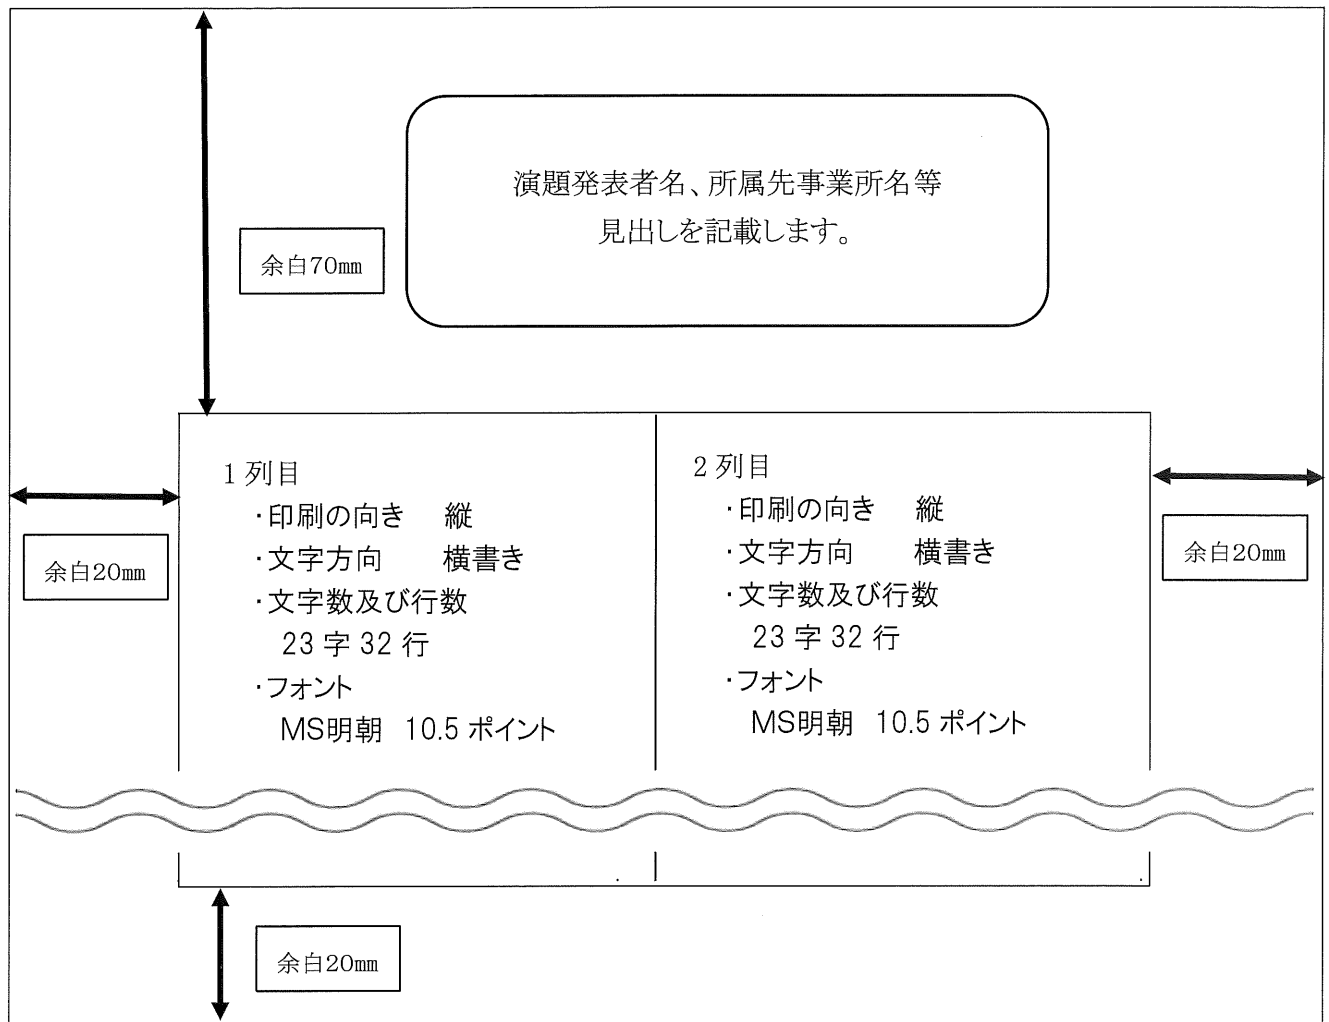 演題発表者名、所属先事業所名等
見出しを記載します。
余白70mm
1列目
・印刷の向き　縦
・文字方向　横書き
・文字数及び行数
23字32行
・フォント
MS明朝　10.5ポイント
2列目
・印刷の向き　縦
・文字方向　横書き
・文字数及び行数
23字32行
・フォント
MS明朝　10.5ポイント
余白20mm
余白20mm
余白20mm